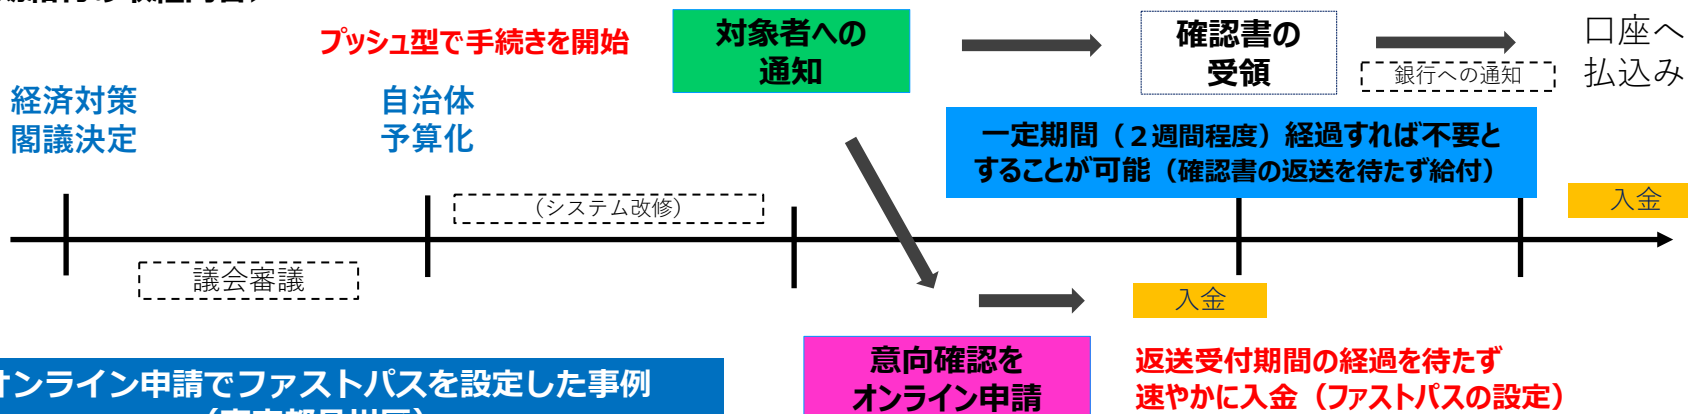 プッシュ型で手続きを開始
対象者への
通知
確認書の
受領
銀行への通知
口座へ
払込み
経済対策
閣議決定
自治体
予算化
一定期間（２週間程度）経過すれば不要と
することが可能（確認書の返送を待たず給付）
（システム改修）
入金
議会審議
入金
意向確認を
オンライン申請
返送受付期間の経過を待たず
速やかに入金（ファストパスの設定）
オンライン申請でファストパスを設定した事例